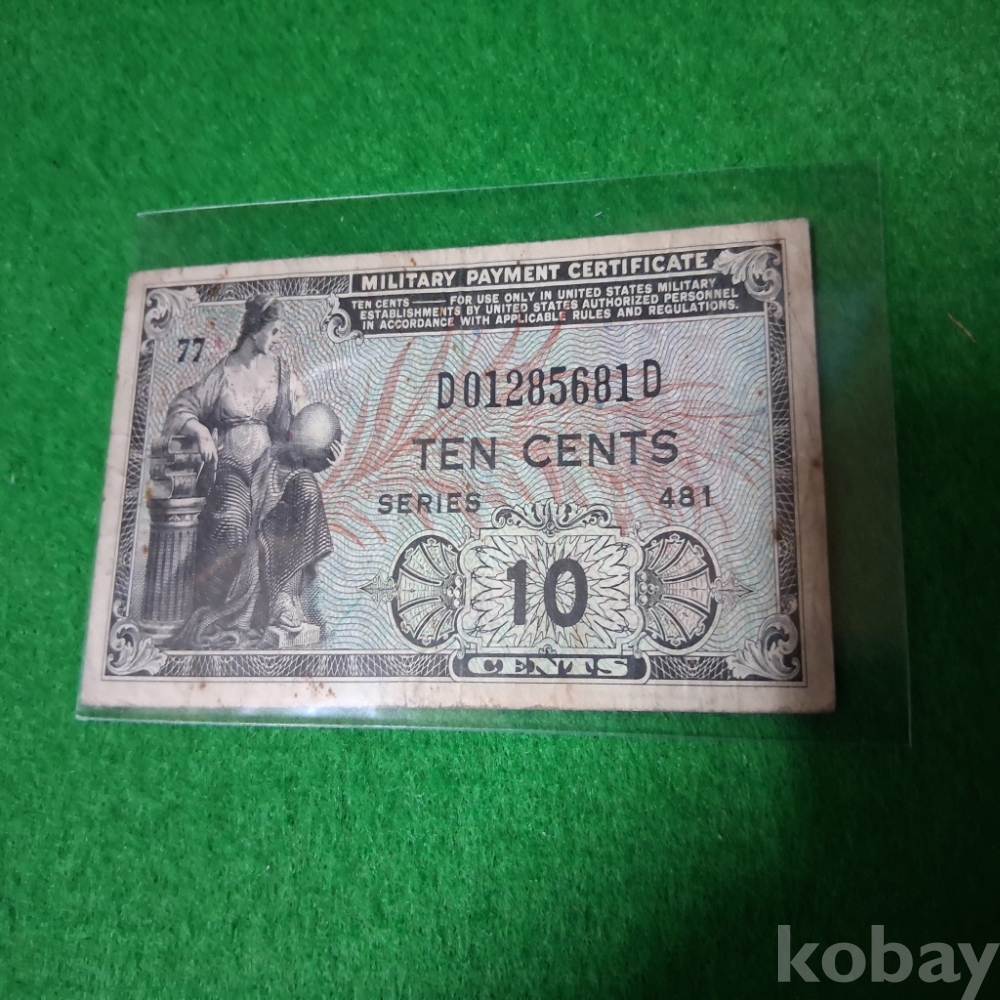 MILITARY PAYMENT CERTIFICATE
TEN CENTS — FOR USE ONLY IN UNITED STATES MILITARY
ESTABLISHMENTS BY UNITED STATES AUTHORIZED PERSONNEL
IN ACCORDANCE WITH APPLICABLE RULES AND REGULATIONS.
77
D01285681D
TEN CENTS
SERIES 481
10
CENTS
kobay